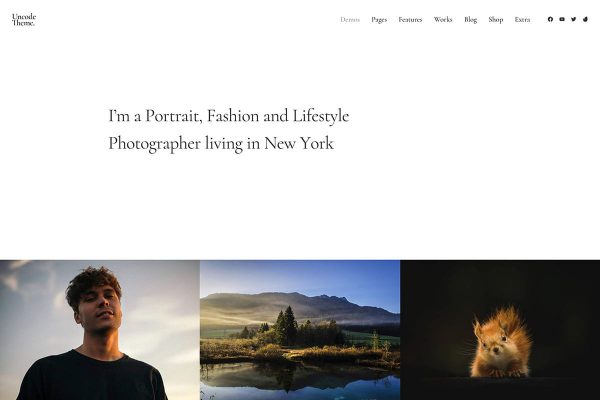 Uncode
Theme.
Demos Pages Features Works Blog Shop Extra
I'm a Portrait, Fashion and Lifestyle
Photographer living in New York